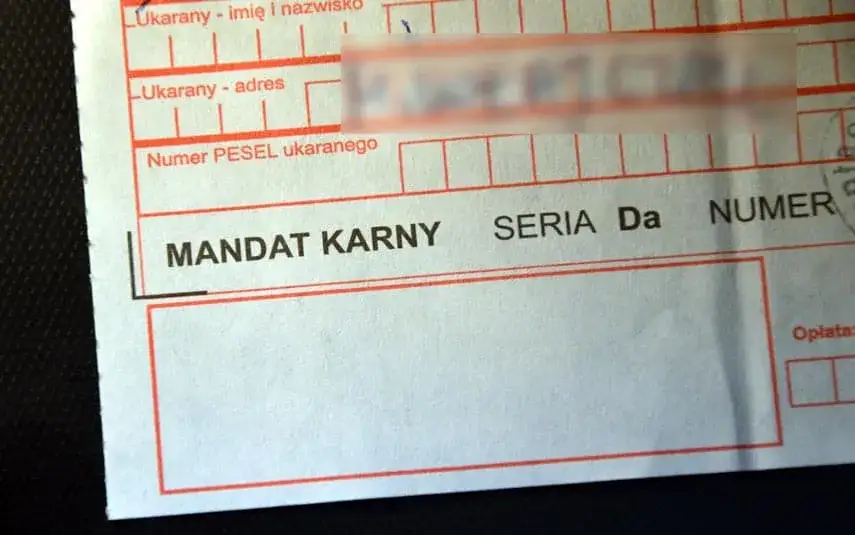 Ukarany - imię i nazwisko
Ukarany - adres
Numer PESEL ukaranego
MANDAT KARNY SERIA Da NUMER
Opłata: